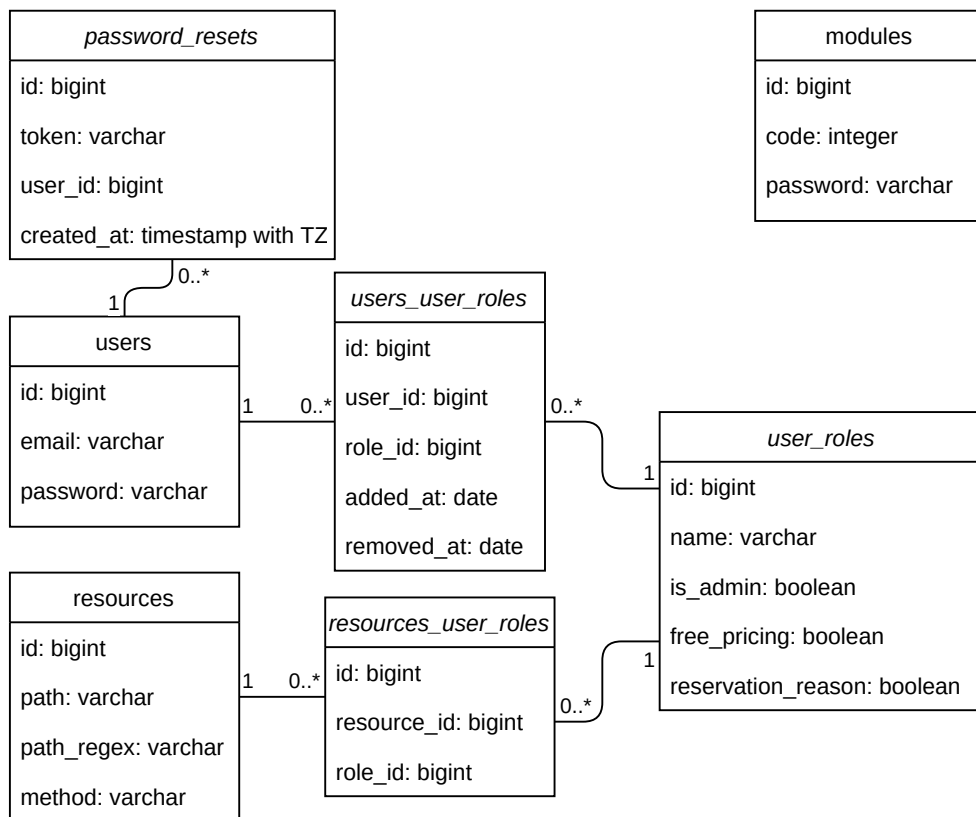 password_resets
id: bigint
token: varchar
user_id: bigint
created_at: timestamp with TZ
0..*
1
modules
id: bigint
code: integer
password: varchar
users
id: bigint
email: varchar
password: varchar
1
0..*
users_user_roles
id: bigint
user_id: bigint
role_id: bigint
added_at: date
removed_at: date
0..*
1
user_roles
id: bigint
name: varchar
is_admin: boolean
free_pricing: boolean
reservation_reason: boolean
resources
id: bigint
path: varchar
path_regex: varchar
method: varchar
1
0..*
resources_user_roles
id: bigint
resource_id: bigint
role_id: bigint
0..*
1